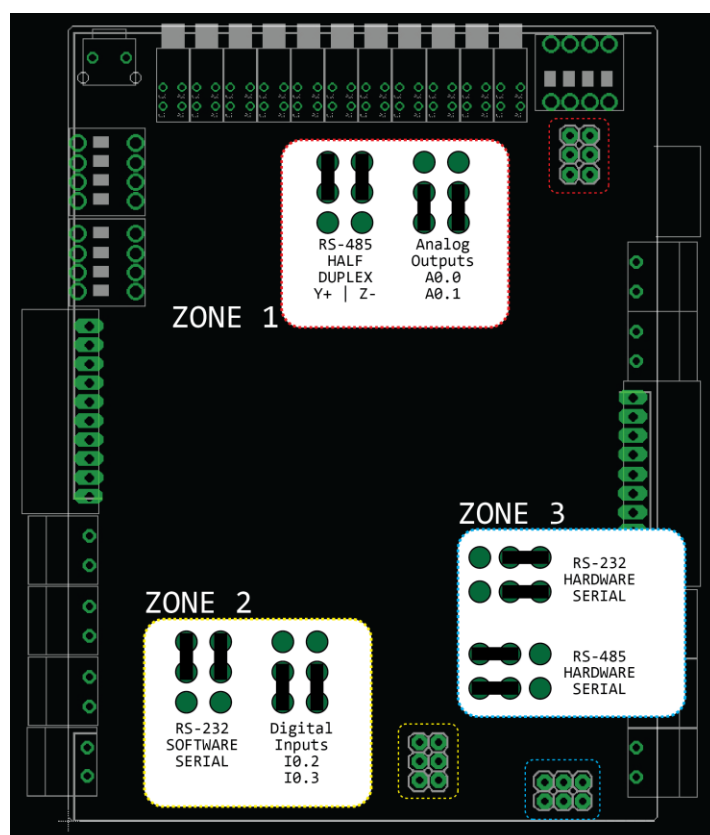 RS-485
HALF
DUPLEX
Y+ | Z-
Analog
Outputs
A0.0
A0.1
ZONE 1
ZONE 3
RS-232
HARDWARE
SERIAL
RS-485
HARDWARE
SERIAL
ZONE 2
RS-232
SOFTWARE
SERIAL
Digital
Inputs
I0.2
I0.3